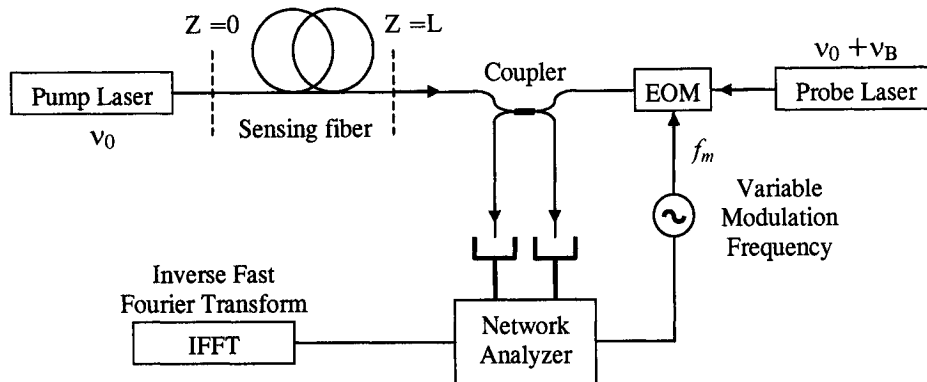 Z =0
Z =L
Pump Laser
ν0
Sensing fiber
Coupler
EOM
ν0 +νB
Probe Laser
fm
Variable
Modulation
Frequency
Inverse Fast
Fourier Transform
IFFT
Network
Analyzer